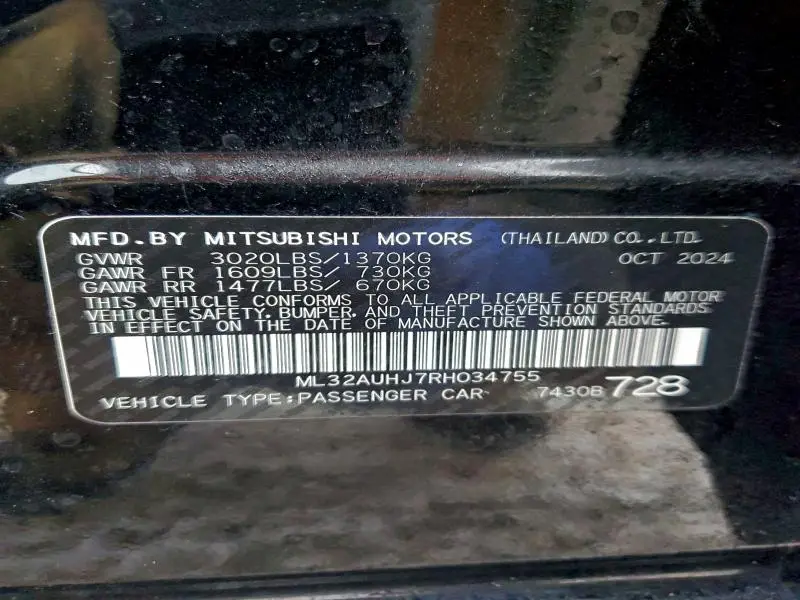 MFD.BY MITSUBISHI MOTORS (THAILAND) CO.,LTD.
GVWR 3020LBS/1370KG OCT 2024
GAWR FR 1609LBS/ 730KG
GAWR RR 1477LBS/ 670KG
THIS VEHICLE CONFORMS TO ALL APPLICABLE FEDERAL MOTOR
VEHICLE SAFETY, BUMPER, AND THEFT PREVENTION STANDARDS
IN EFFECT ON THE DATE OF MANUFACTURE SHOWN ABOVE.
ML32AUHJ7RH034755
VEHICLE TYPE:PASSENGER CAR 7430B 728